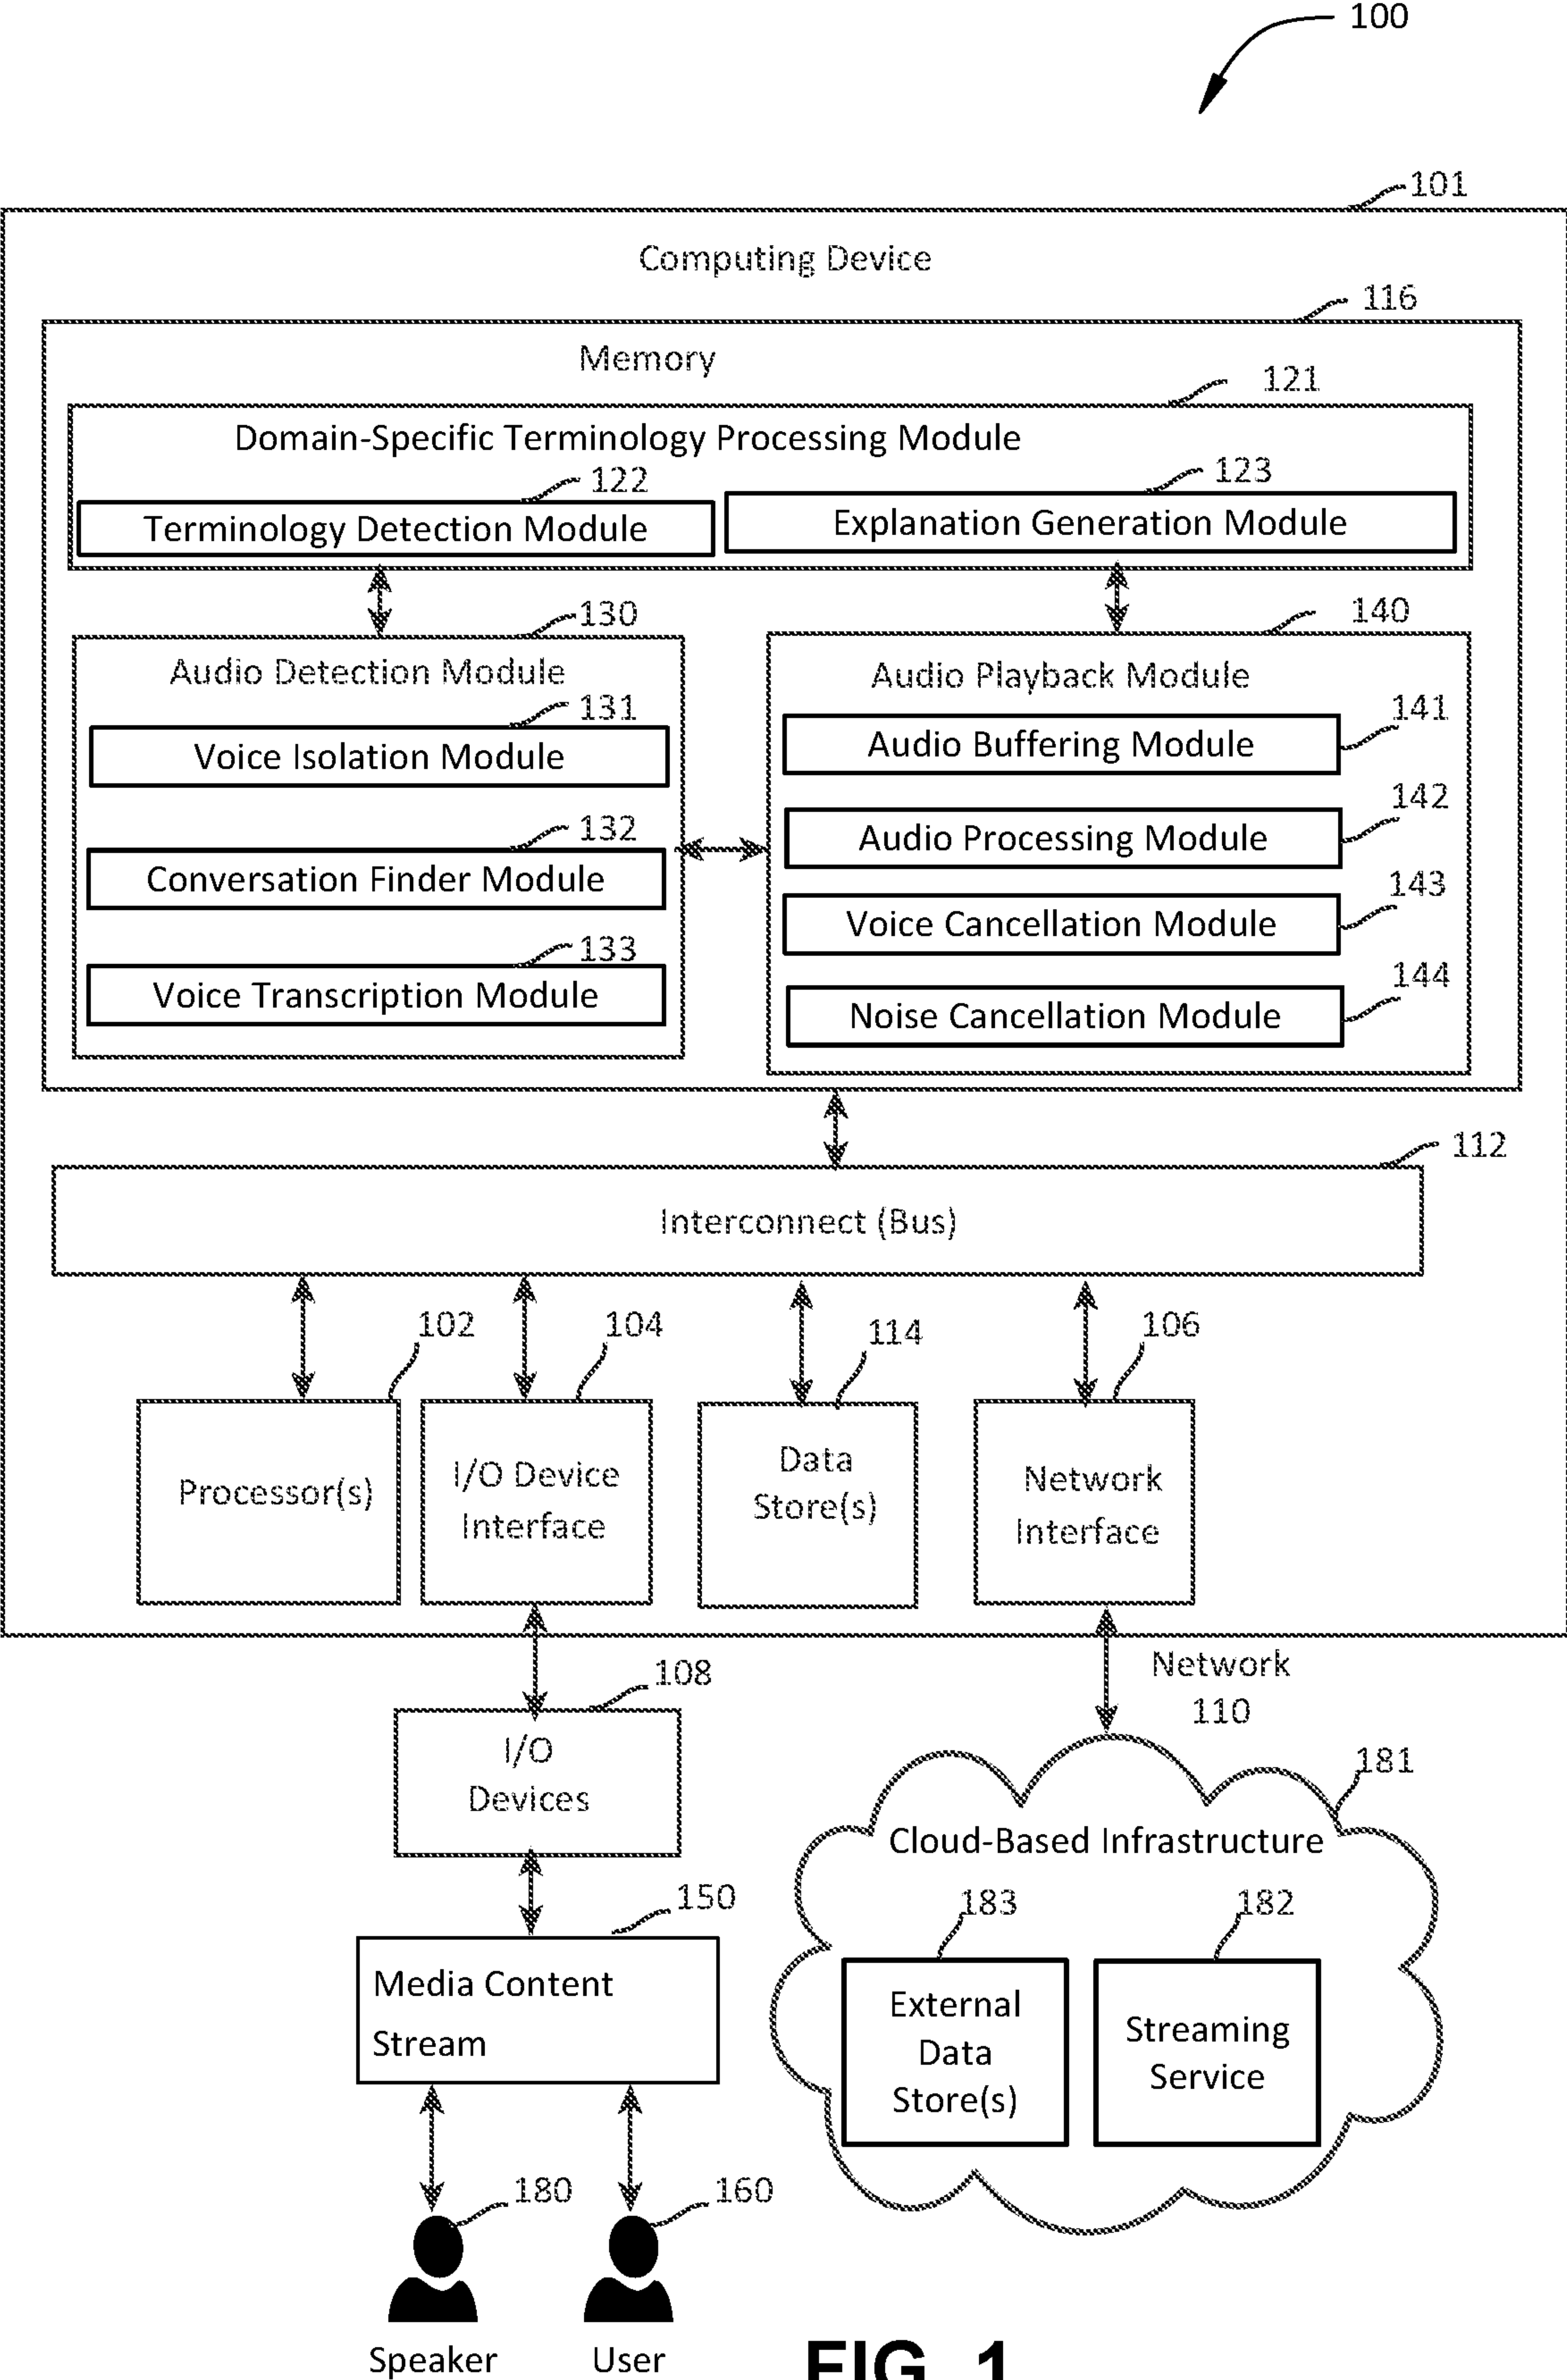 100
101
Computing Device
116
Memory
121
Domain-Specific Terminology Processing Module
122
123
Terminology Detection Module
Explanation Generation Module
130
140
Audio Detection Module
Audio Playback Module
131
141
Voice Isolation Module
Audio Buffering Module
142
132
Audio Processing Module
Conversation Finder Module
143
Voice Cancellation Module
133
144
Voice Transcription Module
Noise Cancellation Module
112
Interconnect (Bus)
102
104
114
106
Processor(s)
I/O Device
Interface
Data
Store(s)
Network
Interface
Network
110
108
I/O
Devices
181
Cloud-Based Infrastructure
150
183
182
Media Content
Stream
External
Data
Store(s)
Streaming
Service
180
160
Speaker
User
FIG. 1